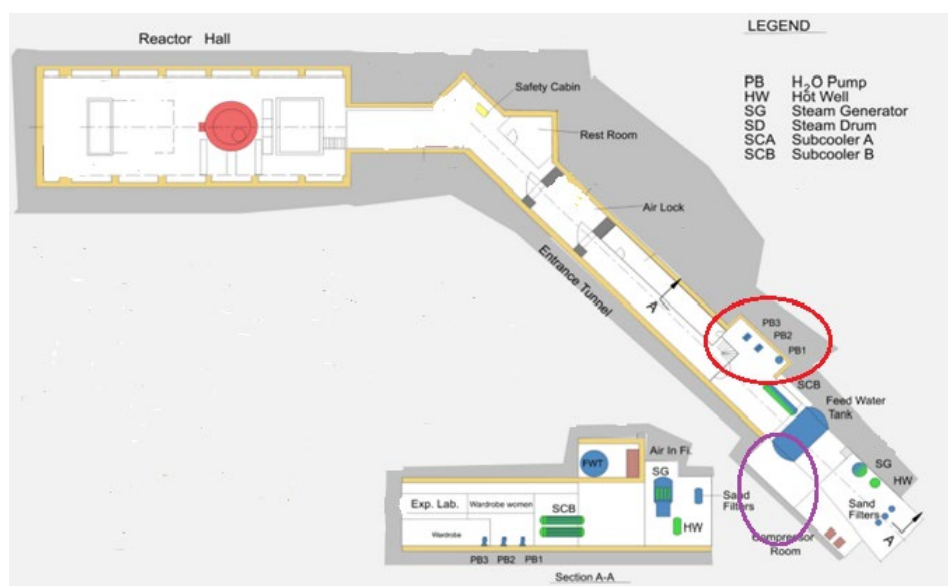 Reactor Hall
LEGEND
PB H₂O Pump
HW Hot Well
SG Steam Generator
SD Steam Drum
SCA Subcooler A
SCB Subcooler B
Safety Cabin
Rest Room
Air Lock
Entrance Tunnel
A
PB3
PB2
PB1
SCB
Feed Water
Tank
SG
HW
Sand
Filters
A
Compressor
Room
Air In Fi.
FWT
SG
Sand
Filters
Exp. Lab.
Wardrobe women
SCB
HW
Wardrobe
PB3 PB2 PB1
Section A-A